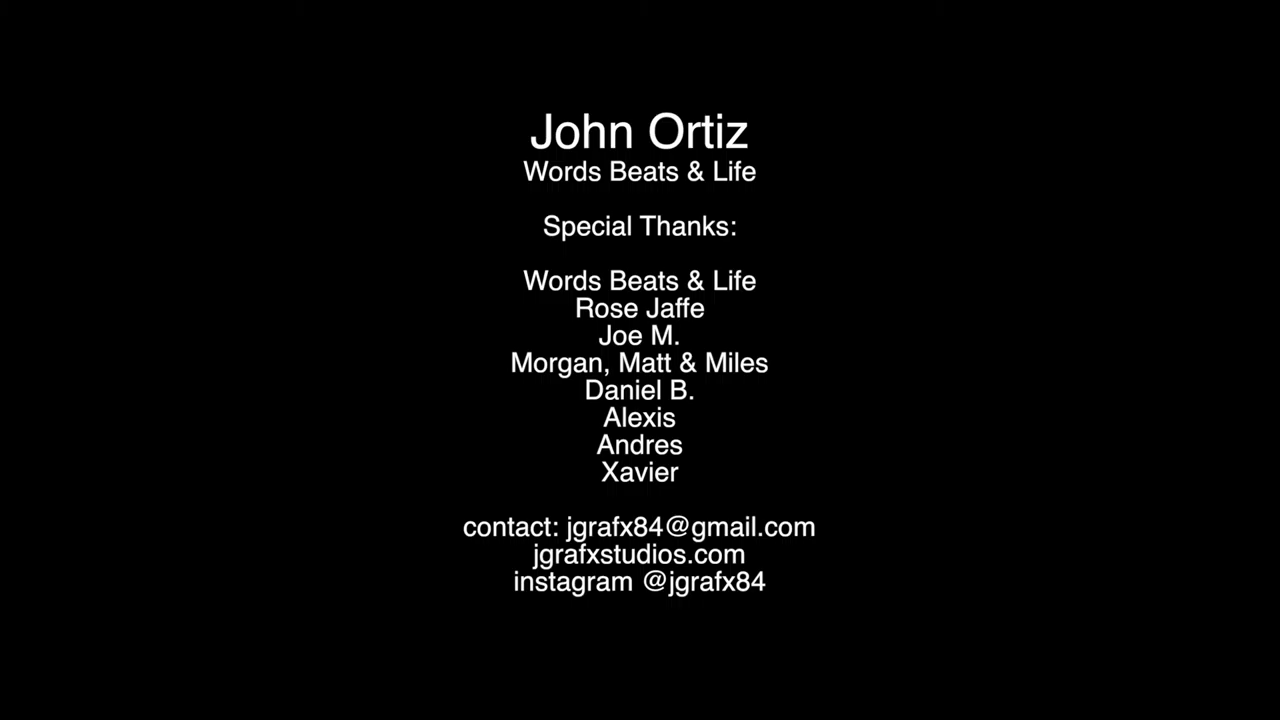 John Ortiz
Words Beats & Life
Special Thanks:
Words Beats & Life
Rose Jaffe
Joe M.
Morgan, Matt & Miles
Daniel B.
Alexis
Andres
Xavier
contact: jgrafx84@gmail.com
jgrafxstudios.com
instagram @jgrafx84